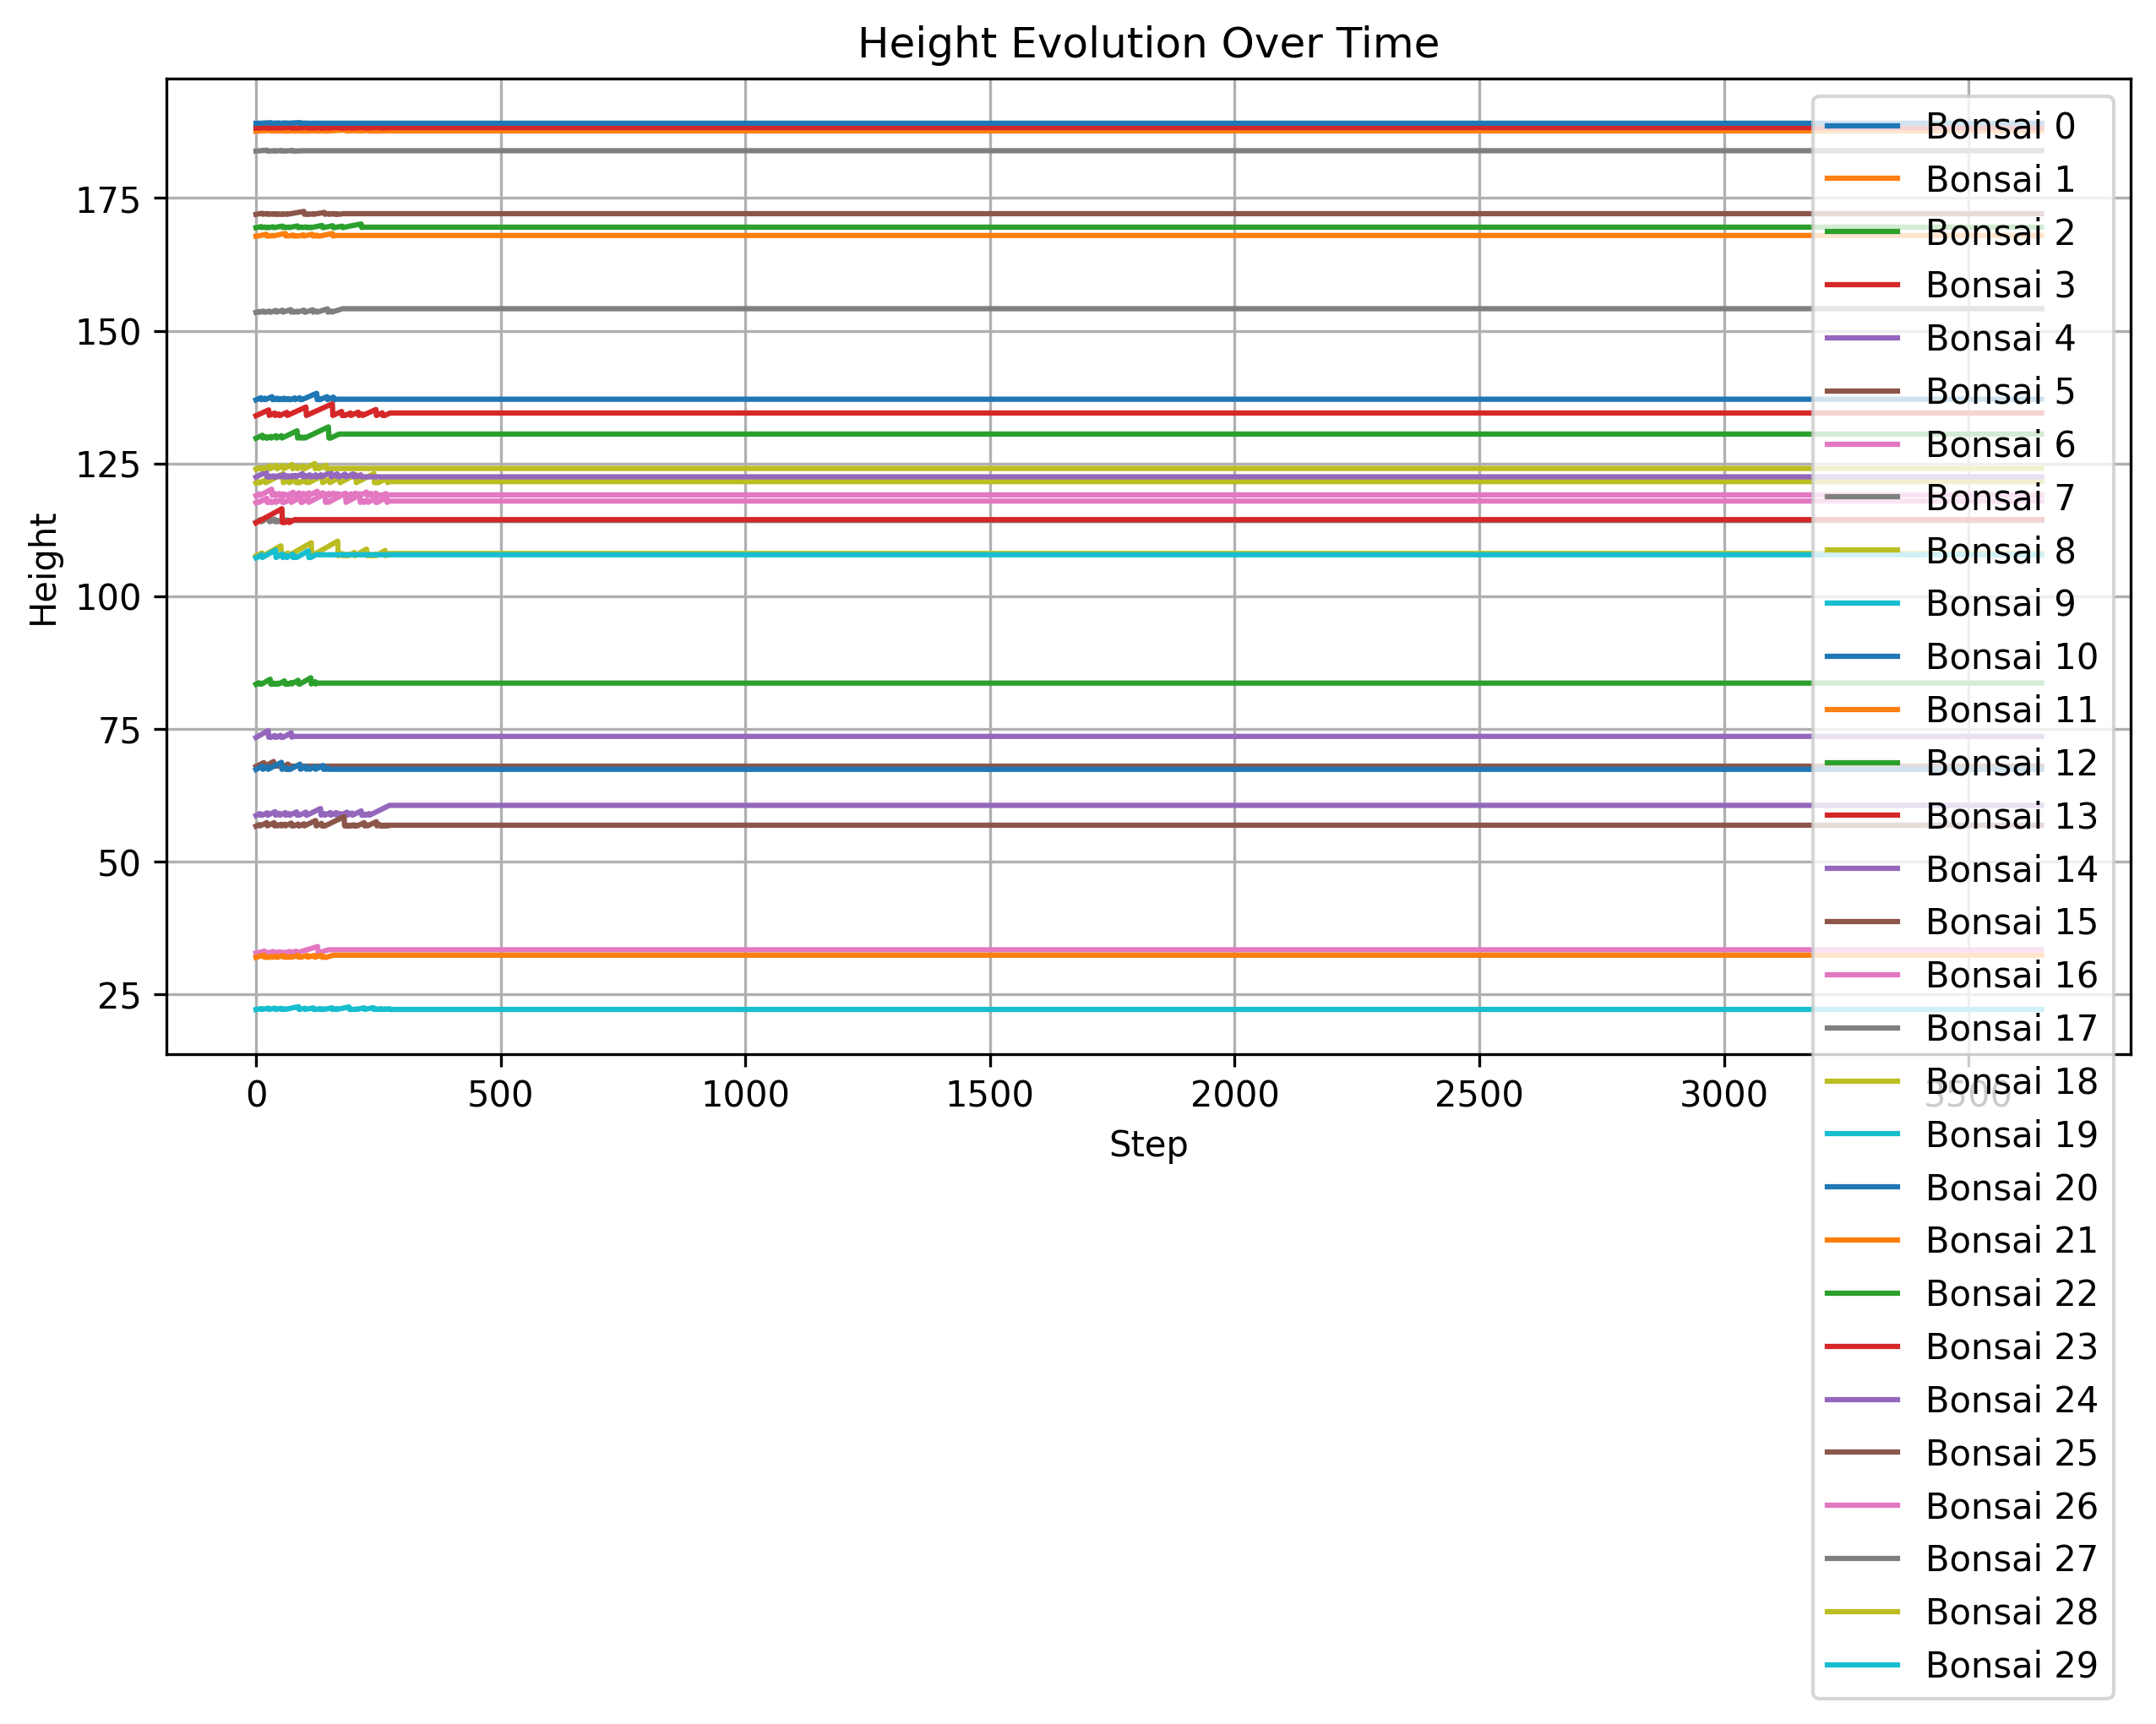 Height Evolution Over Time
Height
175
150
125
100
75
50
25
0 500 1000 1500 2000 2500 3000 3500
Step
Bonsai 0
Bonsai 1
Bonsai 2
Bonsai 3
Bonsai 4
Bonsai 5
Bonsai 6
Bonsai 7
Bonsai 8
Bonsai 9
Bonsai 10
Bonsai 11
Bonsai 12
Bonsai 13
Bonsai 14
Bonsai 15
Bonsai 16
Bonsai 17
Bonsai 18
Bonsai 19
Bonsai 20
Bonsai 21
Bonsai 22
Bonsai 23
Bonsai 24
Bonsai 25
Bonsai 26
Bonsai 27
Bonsai 28
Bonsai 29